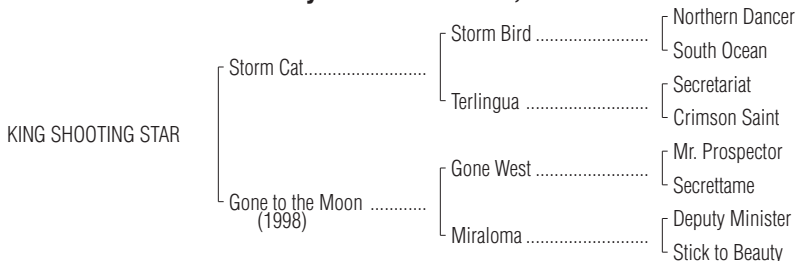 Northern Dancer
Storm Bird ........................
South Ocean
Storm Cat..........................
Secretariat
Terlingua ..........................
Crimson Saint
KING SHOOTING STAR
Mr. Prospector
Gone West ........................
Secrettame
Gone to the Moon ............
(1998)
Deputy Minister
Miraloma ..........................
Stick to Beauty